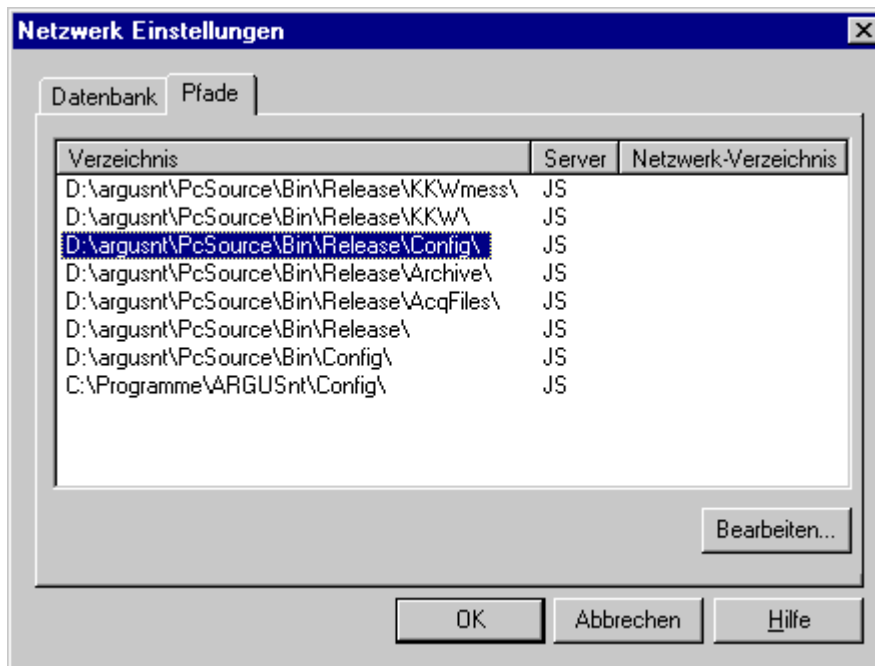 Netzwerk Einstellungen
Datenbank Pfade
Verzeichnis Server Netzwerk-Verzeichnis
D:\argusnt\PcSource\Bin\Release\KKWmess\ JS
D:\argusnt\PcSource\Bin\Release\KKW\ JS
D:\argusnt\PcSource\Bin\Release\Config\ JS
D:\argusnt\PcSource\Bin\Release\Archive\ JS
D:\argusnt\PcSource\Bin\Release\AcqFiles\ JS
D:\argusnt\PcSource\Bin\Release\ JS
D:\argusnt\PcSource\Bin\Config\ JS
C:\Programme\ARGUSnt\Config\ JS
Bearbeiten...
OK Abbrechen Hilfe